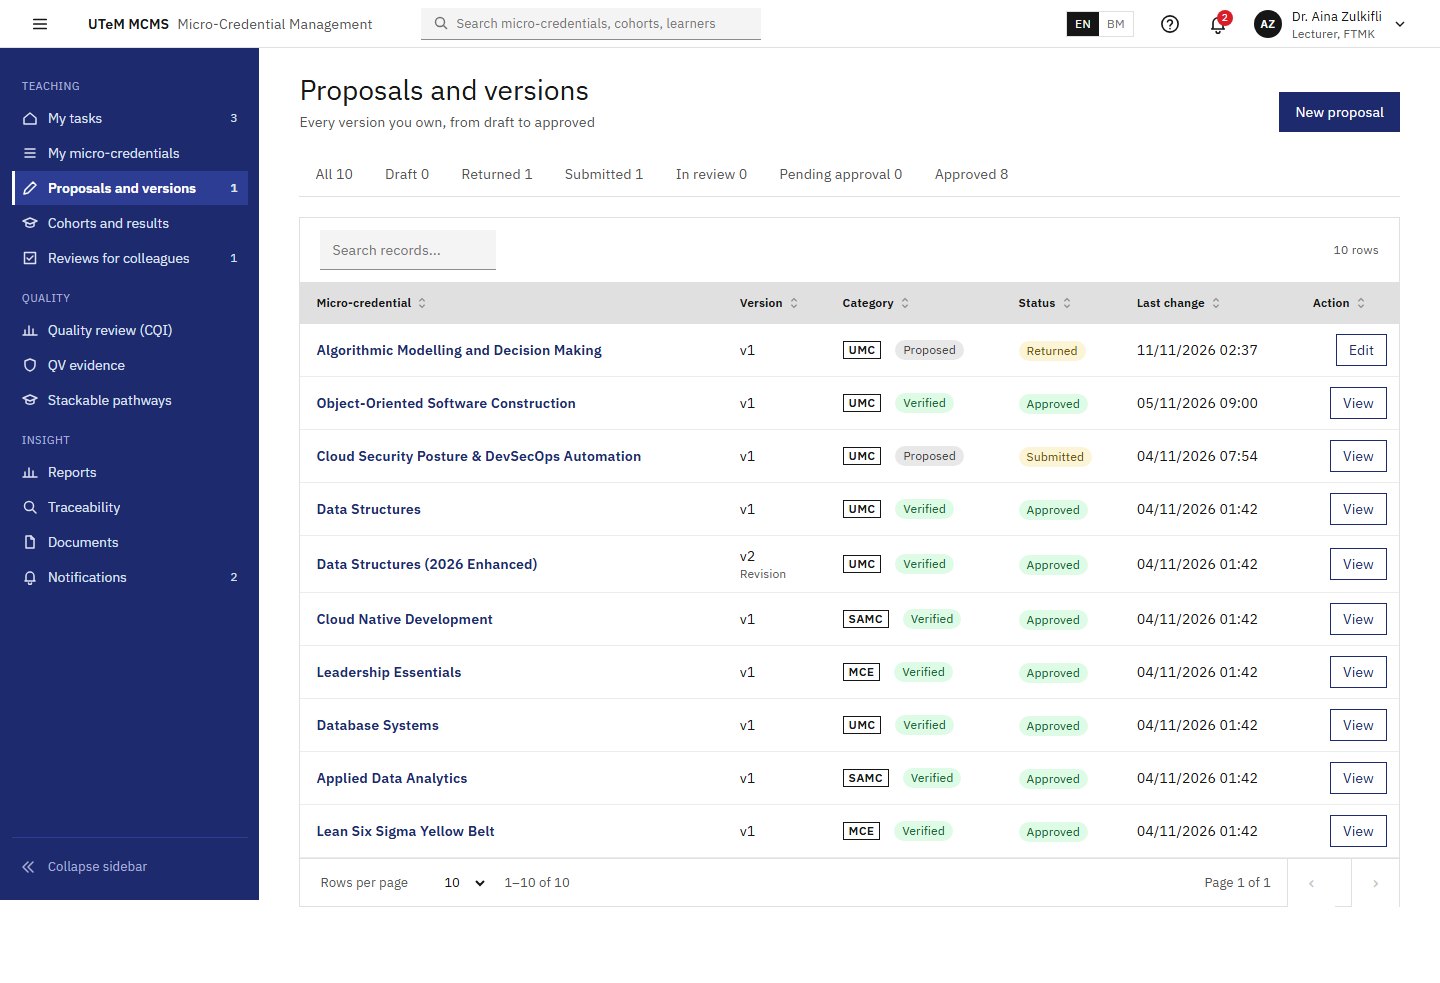 UTeM MCMS Micro-Credential Management
Search micro-credentials, cohorts, learners
EN BM
2
AZ
Dr. Aina Zulkifli
Lecturer, FTMK
TEACHING
My tasks 3
My micro-credentials
Proposals and versions 1
Cohorts and results
Reviews for colleagues 1
QUALITY
Quality review (CQI)
QV evidence
Stackable pathways
INSIGHT
Reports
Traceability
Documents
Notifications 2
Collapse sidebar
Proposals and versions
Every version you own, from draft to approved
New proposal
All 10 Draft 0 Returned 1 Submitted 1 In review 0 Pending approval 0 Approved 8
Search records...
10 rows
Micro-credential Version Category Status Last change Action
Algorithmic Modelling and Decision Making v1 UMC Proposed Returned 11/11/2026 02:37 Edit
Object-Oriented Software Construction v1 UMC Verified Approved 05/11/2026 09:00 View
Cloud Security Posture & DevSecOps Automation v1 UMC Proposed Submitted 04/11/2026 07:54 View
Data Structures v1 UMC Verified Approved 04/11/2026 01:42 View
Data Structures (2026 Enhanced) v2 Revision UMC Verified Approved 04/11/2026 01:42 View
Cloud Native Development v1 SAMC Verified Approved 04/11/2026 01:42 View
Leadership Essentials v1 MCE Verified Approved 04/11/2026 01:42 View
Database Systems v1 UMC Verified Approved 04/11/2026 01:42 View
Applied Data Analytics v1 SAMC Verified Approved 04/11/2026 01:42 View
Lean Six Sigma Yellow Belt v1 MCE Verified Approved 04/11/2026 01:42 View
Rows per page 10 1–10 of 10 Page 1 of 1